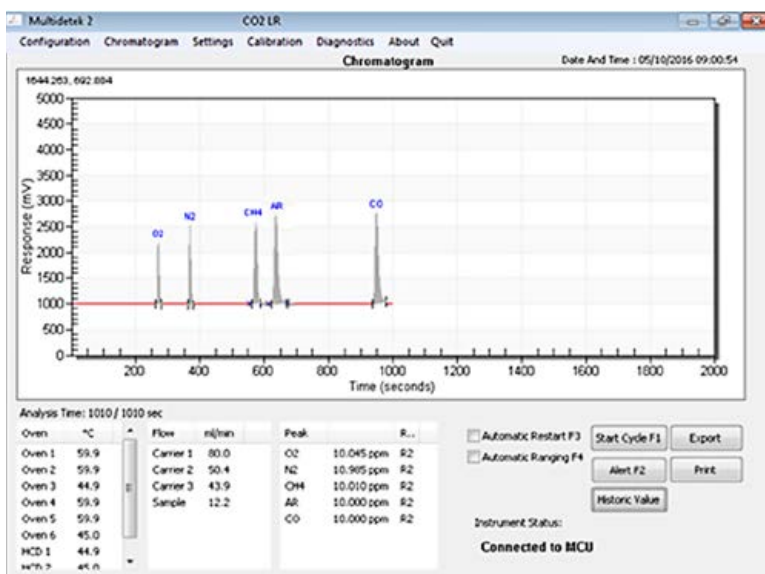 Multidetek 2 CO2 LR
Configuration Chromatogram Settings Calibration Diagnostics About Quit
Chromatogram Date And Time : 05/10/2016 09:00:54
1644.263, 692.884
5000
4500
4000
3500
3000
2500
2000
1500
1000
500
0
Response (mV)
O2 N2 CH4 AR CO
200 400 600 800 1000 1200 1400 1600 1800 2000
Time (seconds)
Analysis Time: 1010 / 1010 sec
Oven °C
Oven 1 59.9
Oven 2 59.9
Oven 3 44.9
Oven 4 59.9
Oven 5 59.9
Oven 6 45.0
HCD 1 44.9
HCD 2 45.0
Flow ml/min
Carrier 1 80.0
Carrier 2 50.4
Carrier 3 43.9
Sample 12.2
Peak R...
O2 10.045 ppm R2
N2 10.985 ppm R2
CH4 10.010 ppm R2
AR 10.000 ppm R2
CO 10.000 ppm R2
Automatic Restart F3
Automatic Ranging F4
Start Cycle F1 Export
Alert F2 Print
Historic Value
Instrument Status:
Connected to MCU